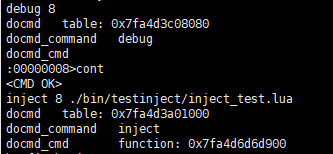 debug 8
docmd   table: 0x7fa4d3c08080
docmd_command   debug
docmd_cmd
:00000008>cont
<CMD OK>
inject 8 ./bin/testinject/inject_test.lua
docmd   table: 0x7fa4d3a01000
docmd_command   inject
docmd_cmd       function: 0x7fa4d6d6d900